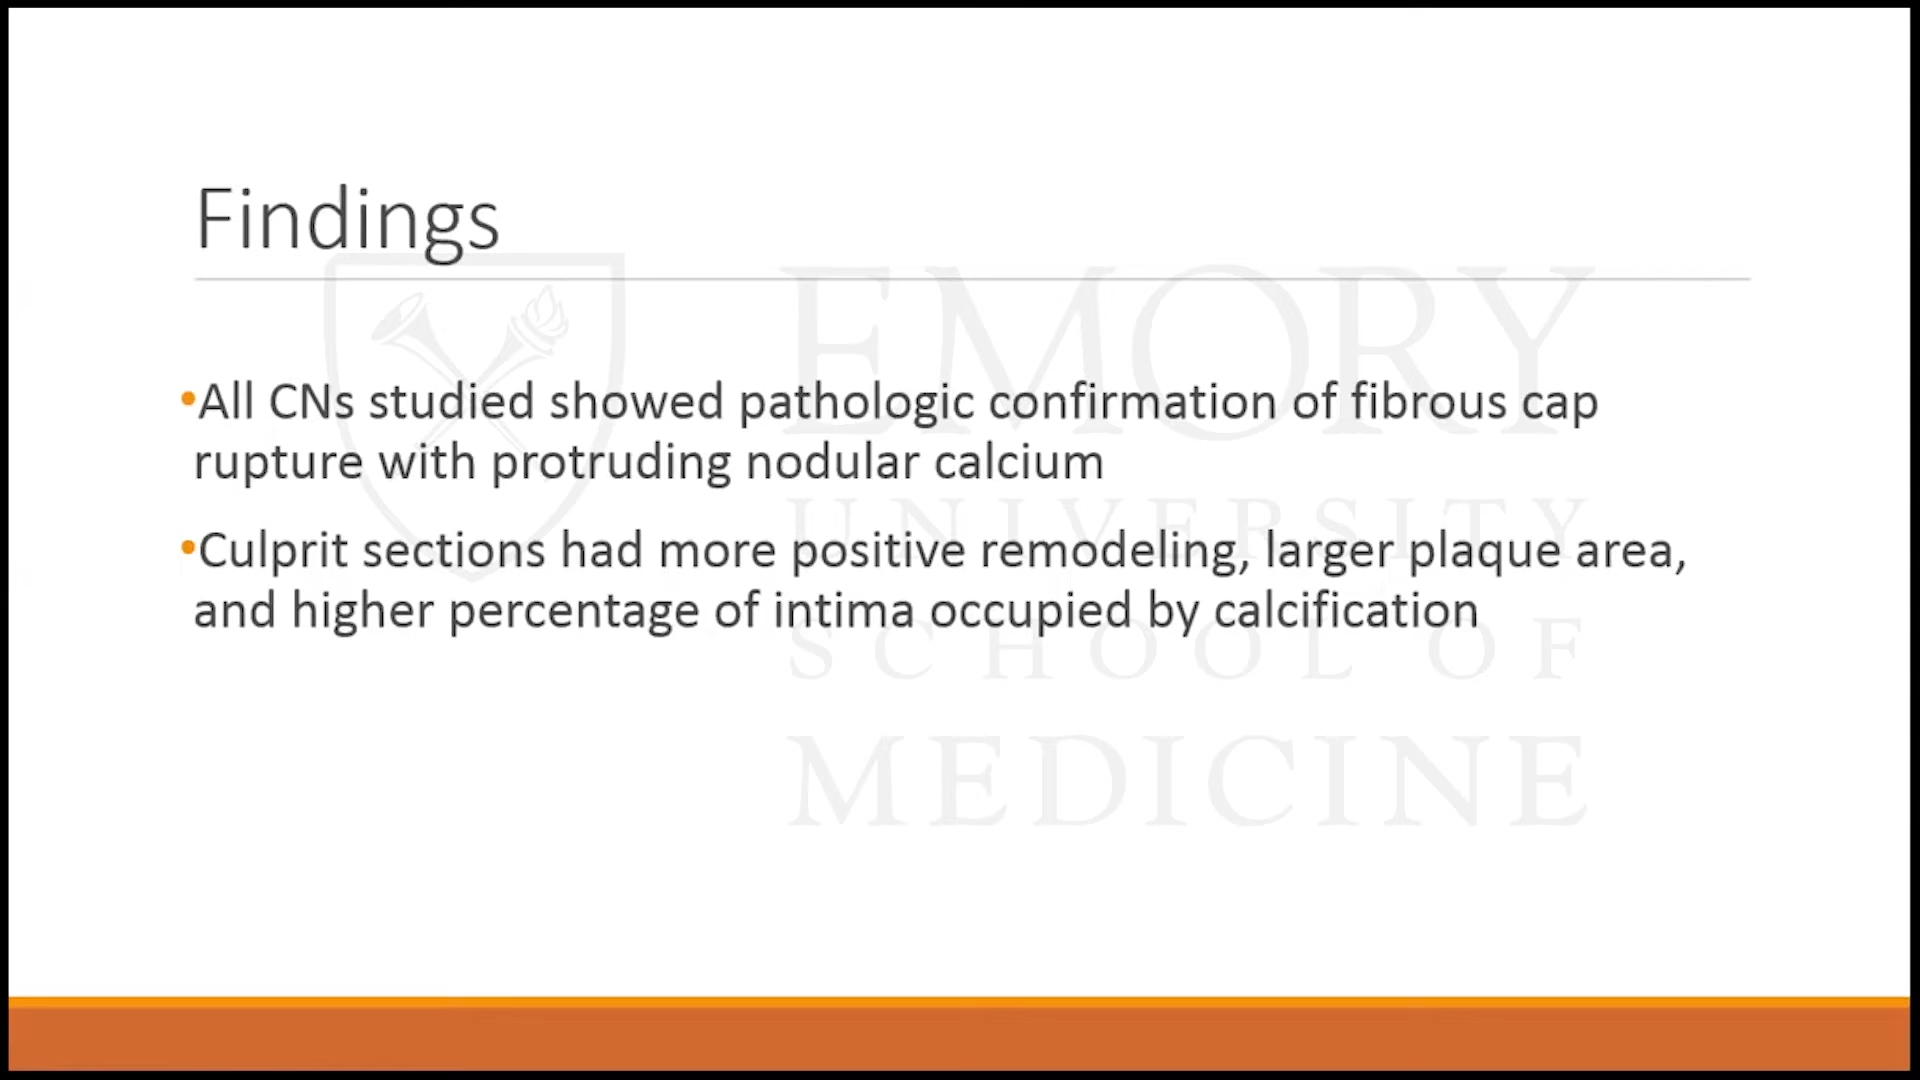 Findings
•All CNs studied showed pathologic confirmation of fibrous cap
rupture with protruding nodular calcium
•Culprit sections had more positive remodeling, larger plaque area,
and higher percentage of intima occupied by calcification
EMORY
UNIVERSITY
SCHOOL OF
MEDICINE